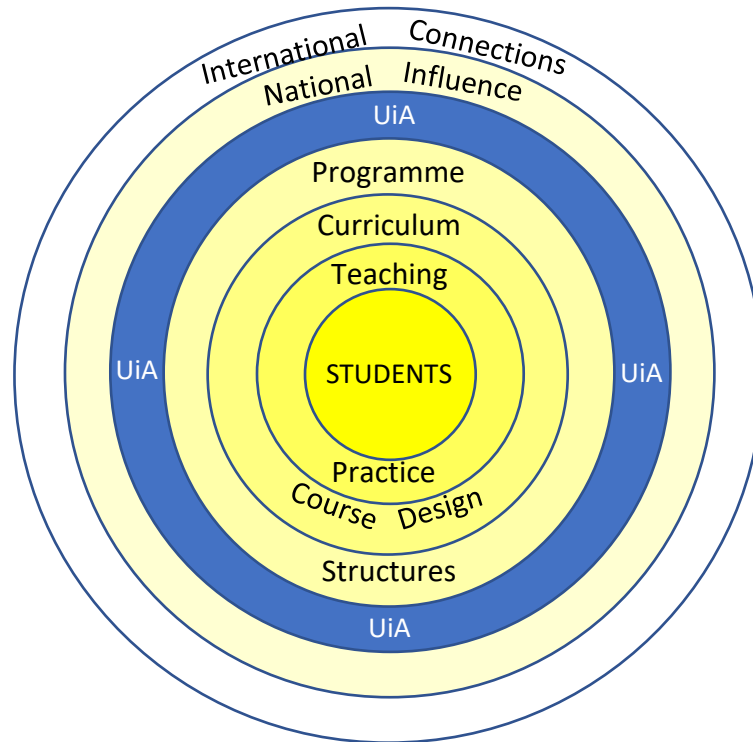 International Connections
National Influence
UiA
Programme
Curriculum
Teaching
UiA STUDENTS UiA
Practice
Course Design
Structures
UiA